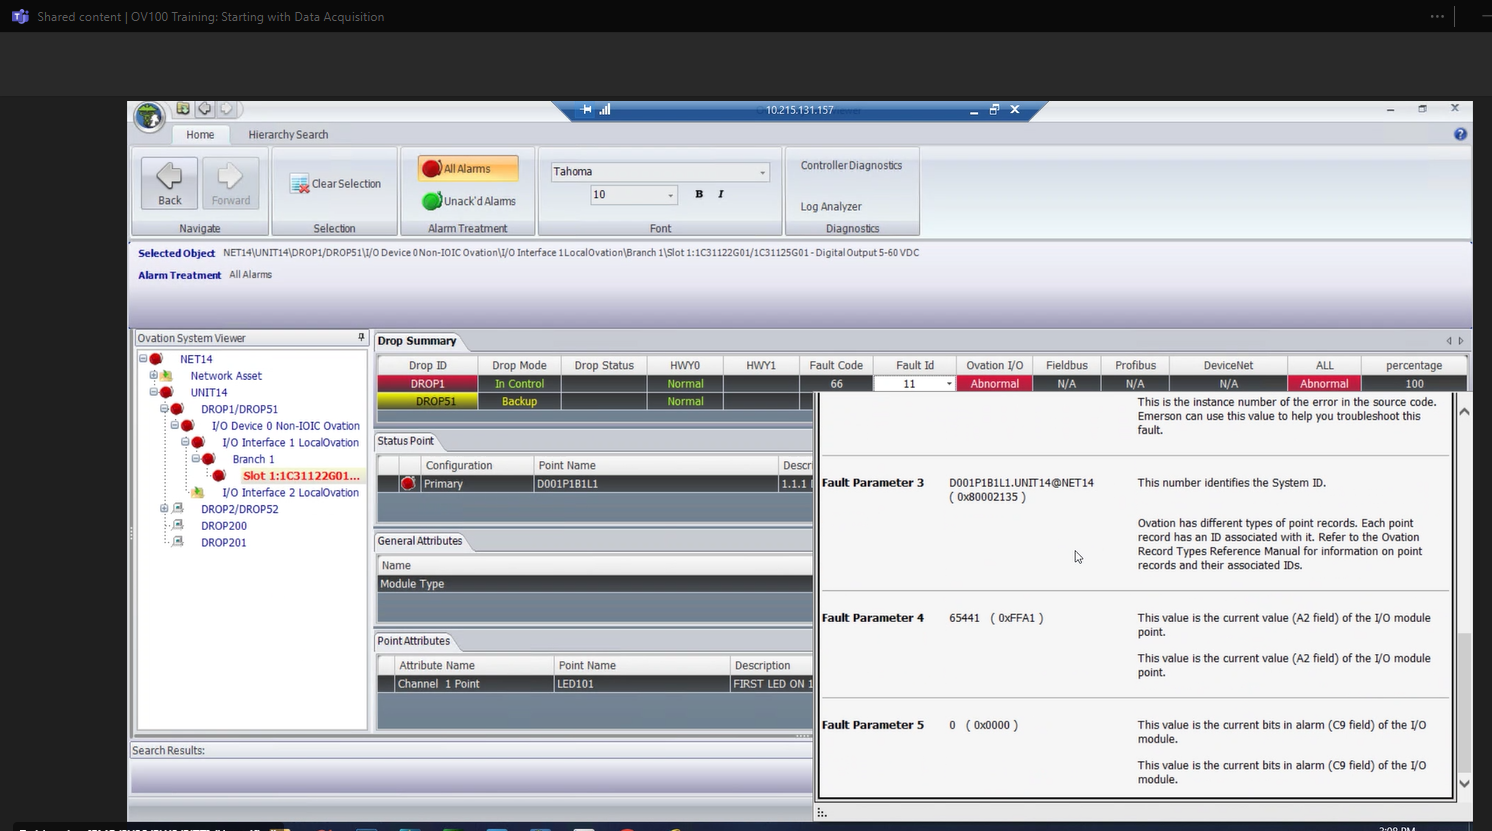 Shared content | OV100 Training: Starting with Data Acquisition
10.215.131.157
Home Hierarchy Search
Back Forward
Navigate
Clear Selection
Selection
All Alarms
Unack'd Alarms
Alarm Treatment
Tahoma
10 B I
Font
Controller Diagnostics
Log Analyzer
Diagnostics
Selected Object NET14\UNIT14\DROP1/DROP51\I/O Device 0 Non-IOIC Ovation\I/O Interface 1 LocalOvation\Branch 1\Slot 1:1C31122G01/1C31125G01 - Digital Output 5-60 VDC
Alarm Treatment All Alarms
Ovation System Viewer
NET14
Network Asset
UNIT14
DROP1/DROP51
I/O Device 0 Non-IOIC Ovation
I/O Interface 1 LocalOvation
Branch 1
Slot 1:1C31122G01...
I/O Interface 2 LocalOvation
DROP2/DROP52
DROP200
DROP201
Drop Summary
Drop ID Drop Mode Drop Status HWY0 HWY1 Fault Code Fault Id Ovation I/O Fieldbus Profibus DeviceNet ALL percentage
DROP1 In Control Normal 66 11 Abnormal N/A N/A N/A Abnormal 100
DROP51 Backup Normal
Status Point
Configuration Point Name Descri
Primary D001P1B1L1 1.1.1
General Attributes
Name
Module Type
Point Attributes
Attribute Name Point Name Description
Channel 1 Point LED101 FIRST LED ON 1
This is the instance number of the error in the source code.
Emerson can use this value to help you troubleshoot this
fault.
Fault Parameter 3 D001P1B1L1.UNIT14@NET14 This number identifies the System ID.
( 0x80002135 )
Ovation has different types of point records. Each point
record has an ID associated with it. Refer to the Ovation
Record Types Reference Manual for information on point
records and their associated IDs.
Fault Parameter 4 65441 ( 0xFFA1 ) This value is the current value (A2 field) of the I/O module
point.
This value is the current value (A2 field) of the I/O module
point.
Fault Parameter 5 0 ( 0x0000 ) This value is the current bits in alarm (C9 field) of the I/O
module.
This value is the current bits in alarm (C9 field) of the I/O
module.
Search Results: